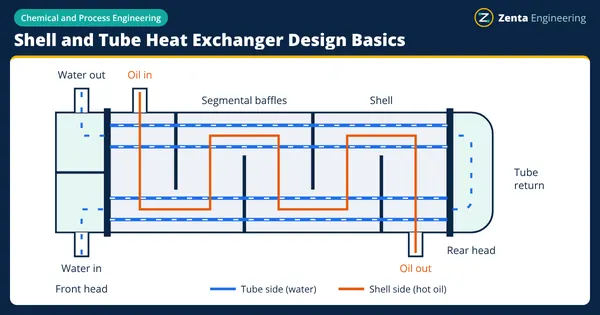 Chemical and Process Engineering
Zenta Engineering
Shell and Tube Heat Exchanger Design Basics
Water out
Oil in
Segmental baffles
Shell
Tube
return
Rear head
Water in
Oil out
Front head
Tube side (water)
Shell side (hot oil)